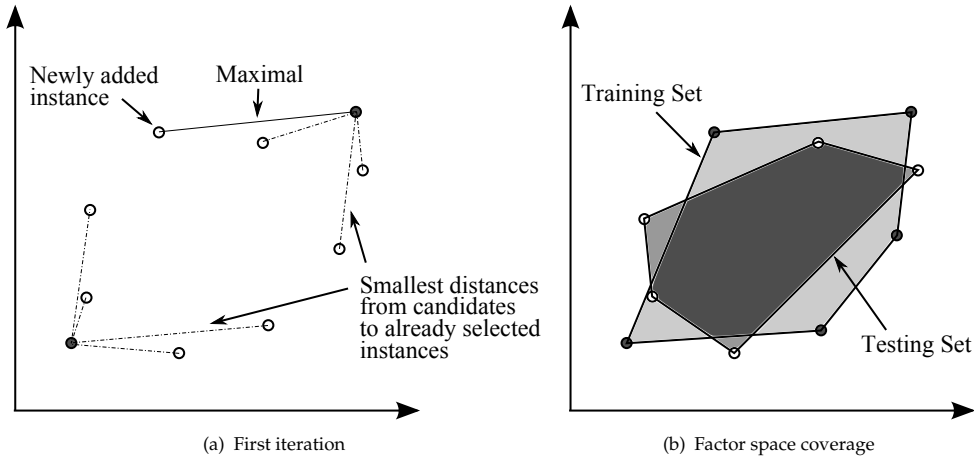 Newly added
instance
Maximal
Smallest distances
from candidates
to already selected
instances
(a) First iteration
Training Set
Testing Set
(b) Factor space coverage